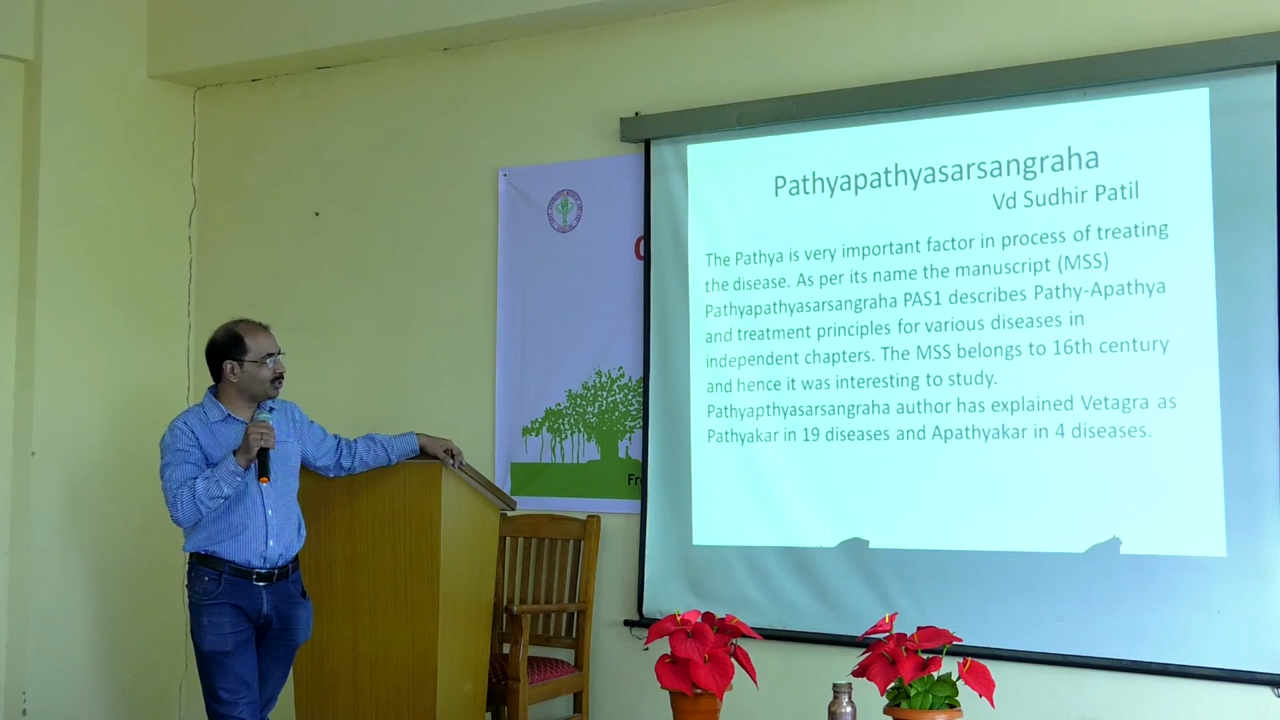 Pathyapathyasarsangraha
Vd Sudhir Patil
The Pathya is very important factor in process of treating
the disease. As per its name the manuscript (MSS)
Pathyapathyasarsangraha PAS1 describes Pathy-Apathya
and treatment principles for various diseases in
independent chapters. The MSS belongs to 16th century
and hence it was interesting to study.
Pathyapthyasarsangraha author has explained Vetagra as
Pathyakar in 19 diseases and Apathyakar in 4 diseases.